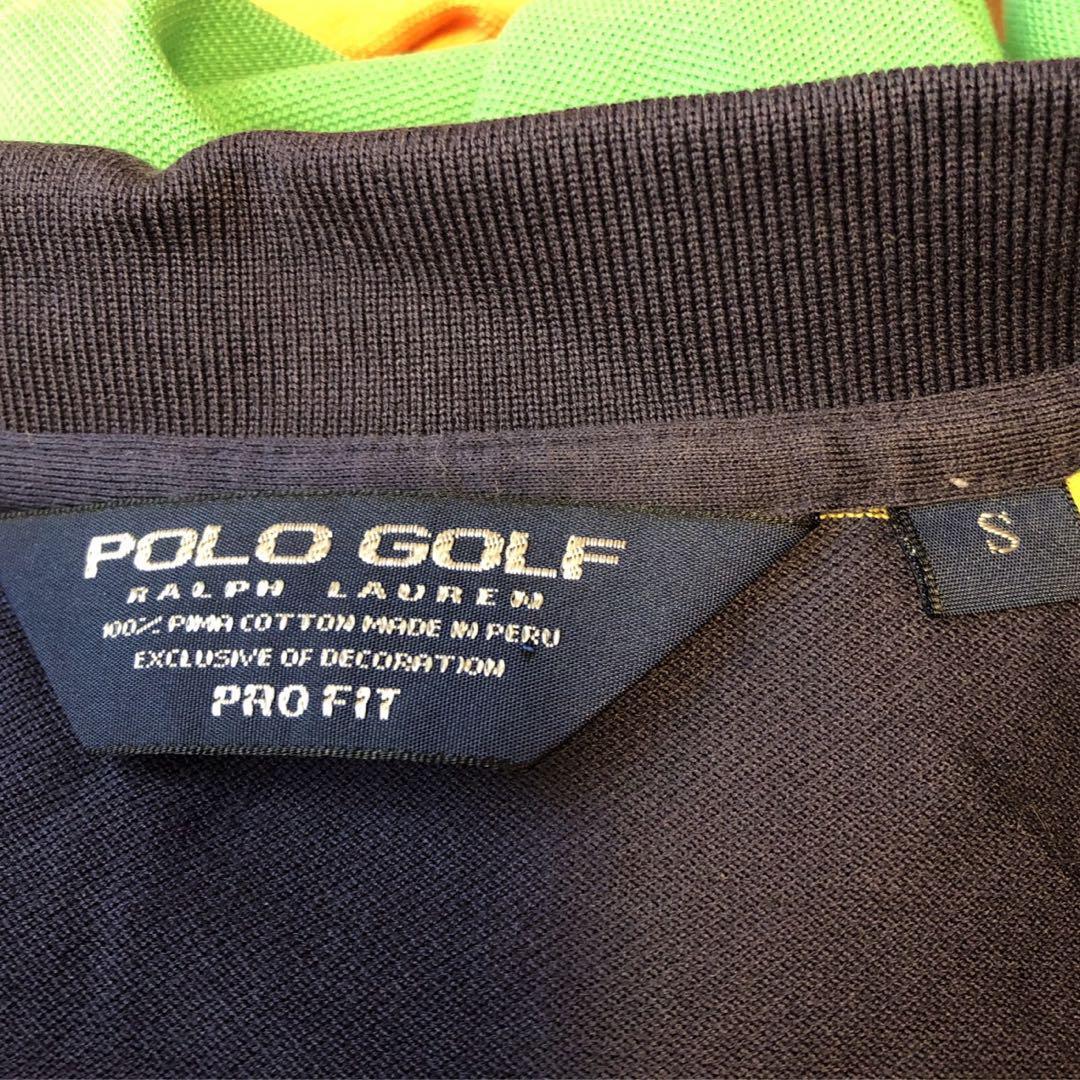 POLO GOLF
RALPH LAUREN
100% PIMA COTTON MADE IN PERU
EXCLUSIVE OF DECORATION
PRO FIT
S